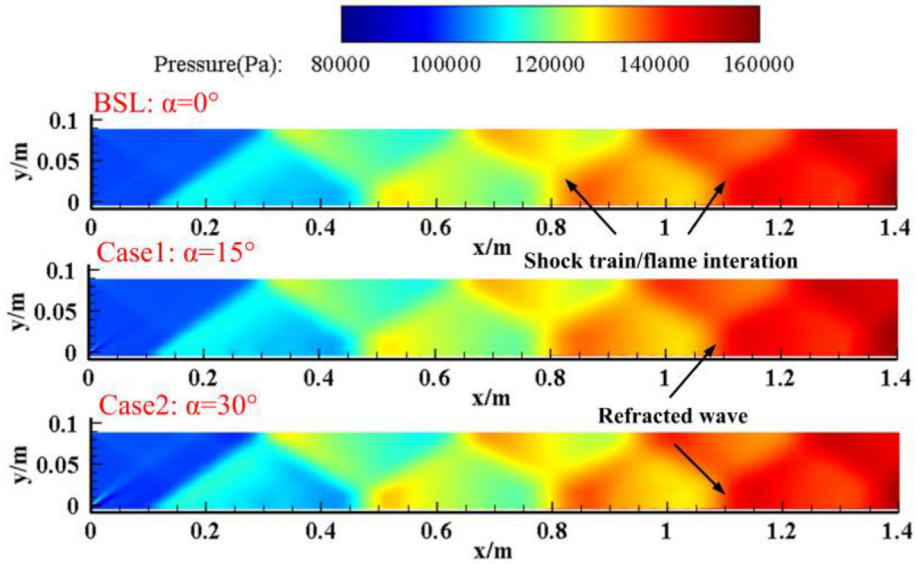 Pressure(Pa): 80000 100000 120000 140000 160000
BSL: α=0°
0.1
y/m
0.05
0
0 0.2 0.4 0.6 0.8 1 1.2 1.4
x/m
Shock train/flame interation
Case1: α=15°
0.1
y/m
0.05
0
0 0.2 0.4 0.6 0.8 1 1.2 1.4
x/m
Refracted wave
Case2: α=30°
0.1
y/m
0.05
0
0 0.2 0.4 0.6 0.8 1 1.2 1.4
x/m